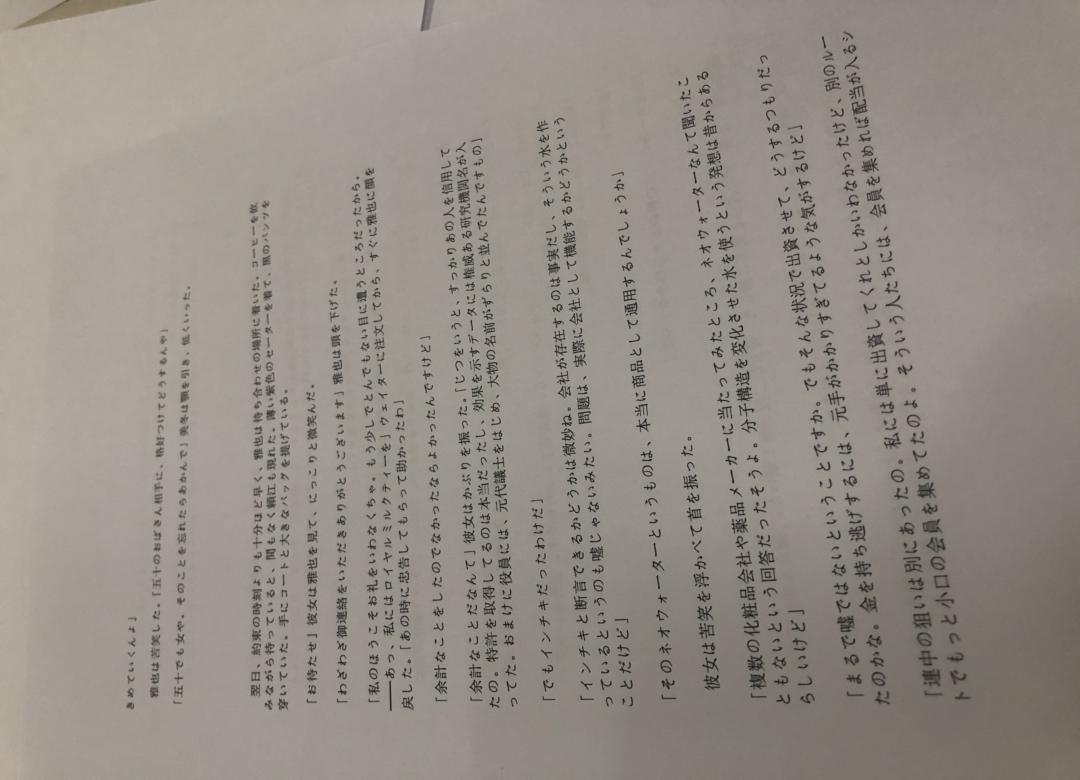 きめていくんよ」
雅也は苦笑した。「五十のおばさん相手に、格好つけてどうするんや」
「五十でも女や。そのことを忘れたらあかんで」美冬は顎を引き、低くいった。
翌日、約束の時刻よりも十分ほど早く、雅也は待ち合わせの場所に着いた。コーヒーを飲
みながら待っていると、間もなく頼江も現れた。薄い紫色のセーターを着て、黒のパンツを
穿いていた。手にコートと大きなバッグを提げている。
「お待たせ」彼女は雅也を見て、にっこりと微笑んだ。
「わざわざ御連絡をいただきありがとうございます」雅也は頭を下げた。
「私のほうこそお礼をいわなくちゃ。もう少しでとんでもない目に遭うところだったから。
――あっ、私にはロイヤルミルクティーを」ウェイターに注文してから、すぐに雅也に顔を
戻した。「あの時に忠告してもらって助かったわ」
「余計なことをしたのでなかったならよかったんですけど」
「余計なことだなんて」彼女はかぶりを振った。「じつをいうと、すっかりあの人を信用して
たの。特許を取得してるのは本当だったし、効果を示すデータには権威ある研究機関名が入
ってた。おまけに役員には、元代議士をはじめ、大物の名前がずらりと並んでたんですもの」
「でもインチキだったわけだ」
「インチキと断言できるかどうかは微妙ね。会社が存在するのは事実だし、そういう水を作
っているというのも嘘じゃないみたい。問題は、実際に会社として機能するかどうかという
ことだけど」
「そのネオウォーターというものは、本当に商品として通用するんでしょうか」
彼女は苦笑を浮かべて首を振った。
「複数の化粧品会社や薬品メーカーに当たってみたところ、ネオウォーターなんて聞いたこ
ともないという回答だったそうよ。分子構造を変化させた水を使うという発想は昔からある
らしいけど」
「まるで嘘ではないということですか。でもそんな状況で出資させて、どうするつもりだっ
たのかな。金を持ち逃げするには、元手がかかりすぎてるような気がするけど」
「連中の狙いは別にあったの。私には単に出資してくれとしかいわなかったけど、別のルー
トでもっと小口の会員を集めてたのよ。そういう人たちには、会員を集めれば配当が入るシ